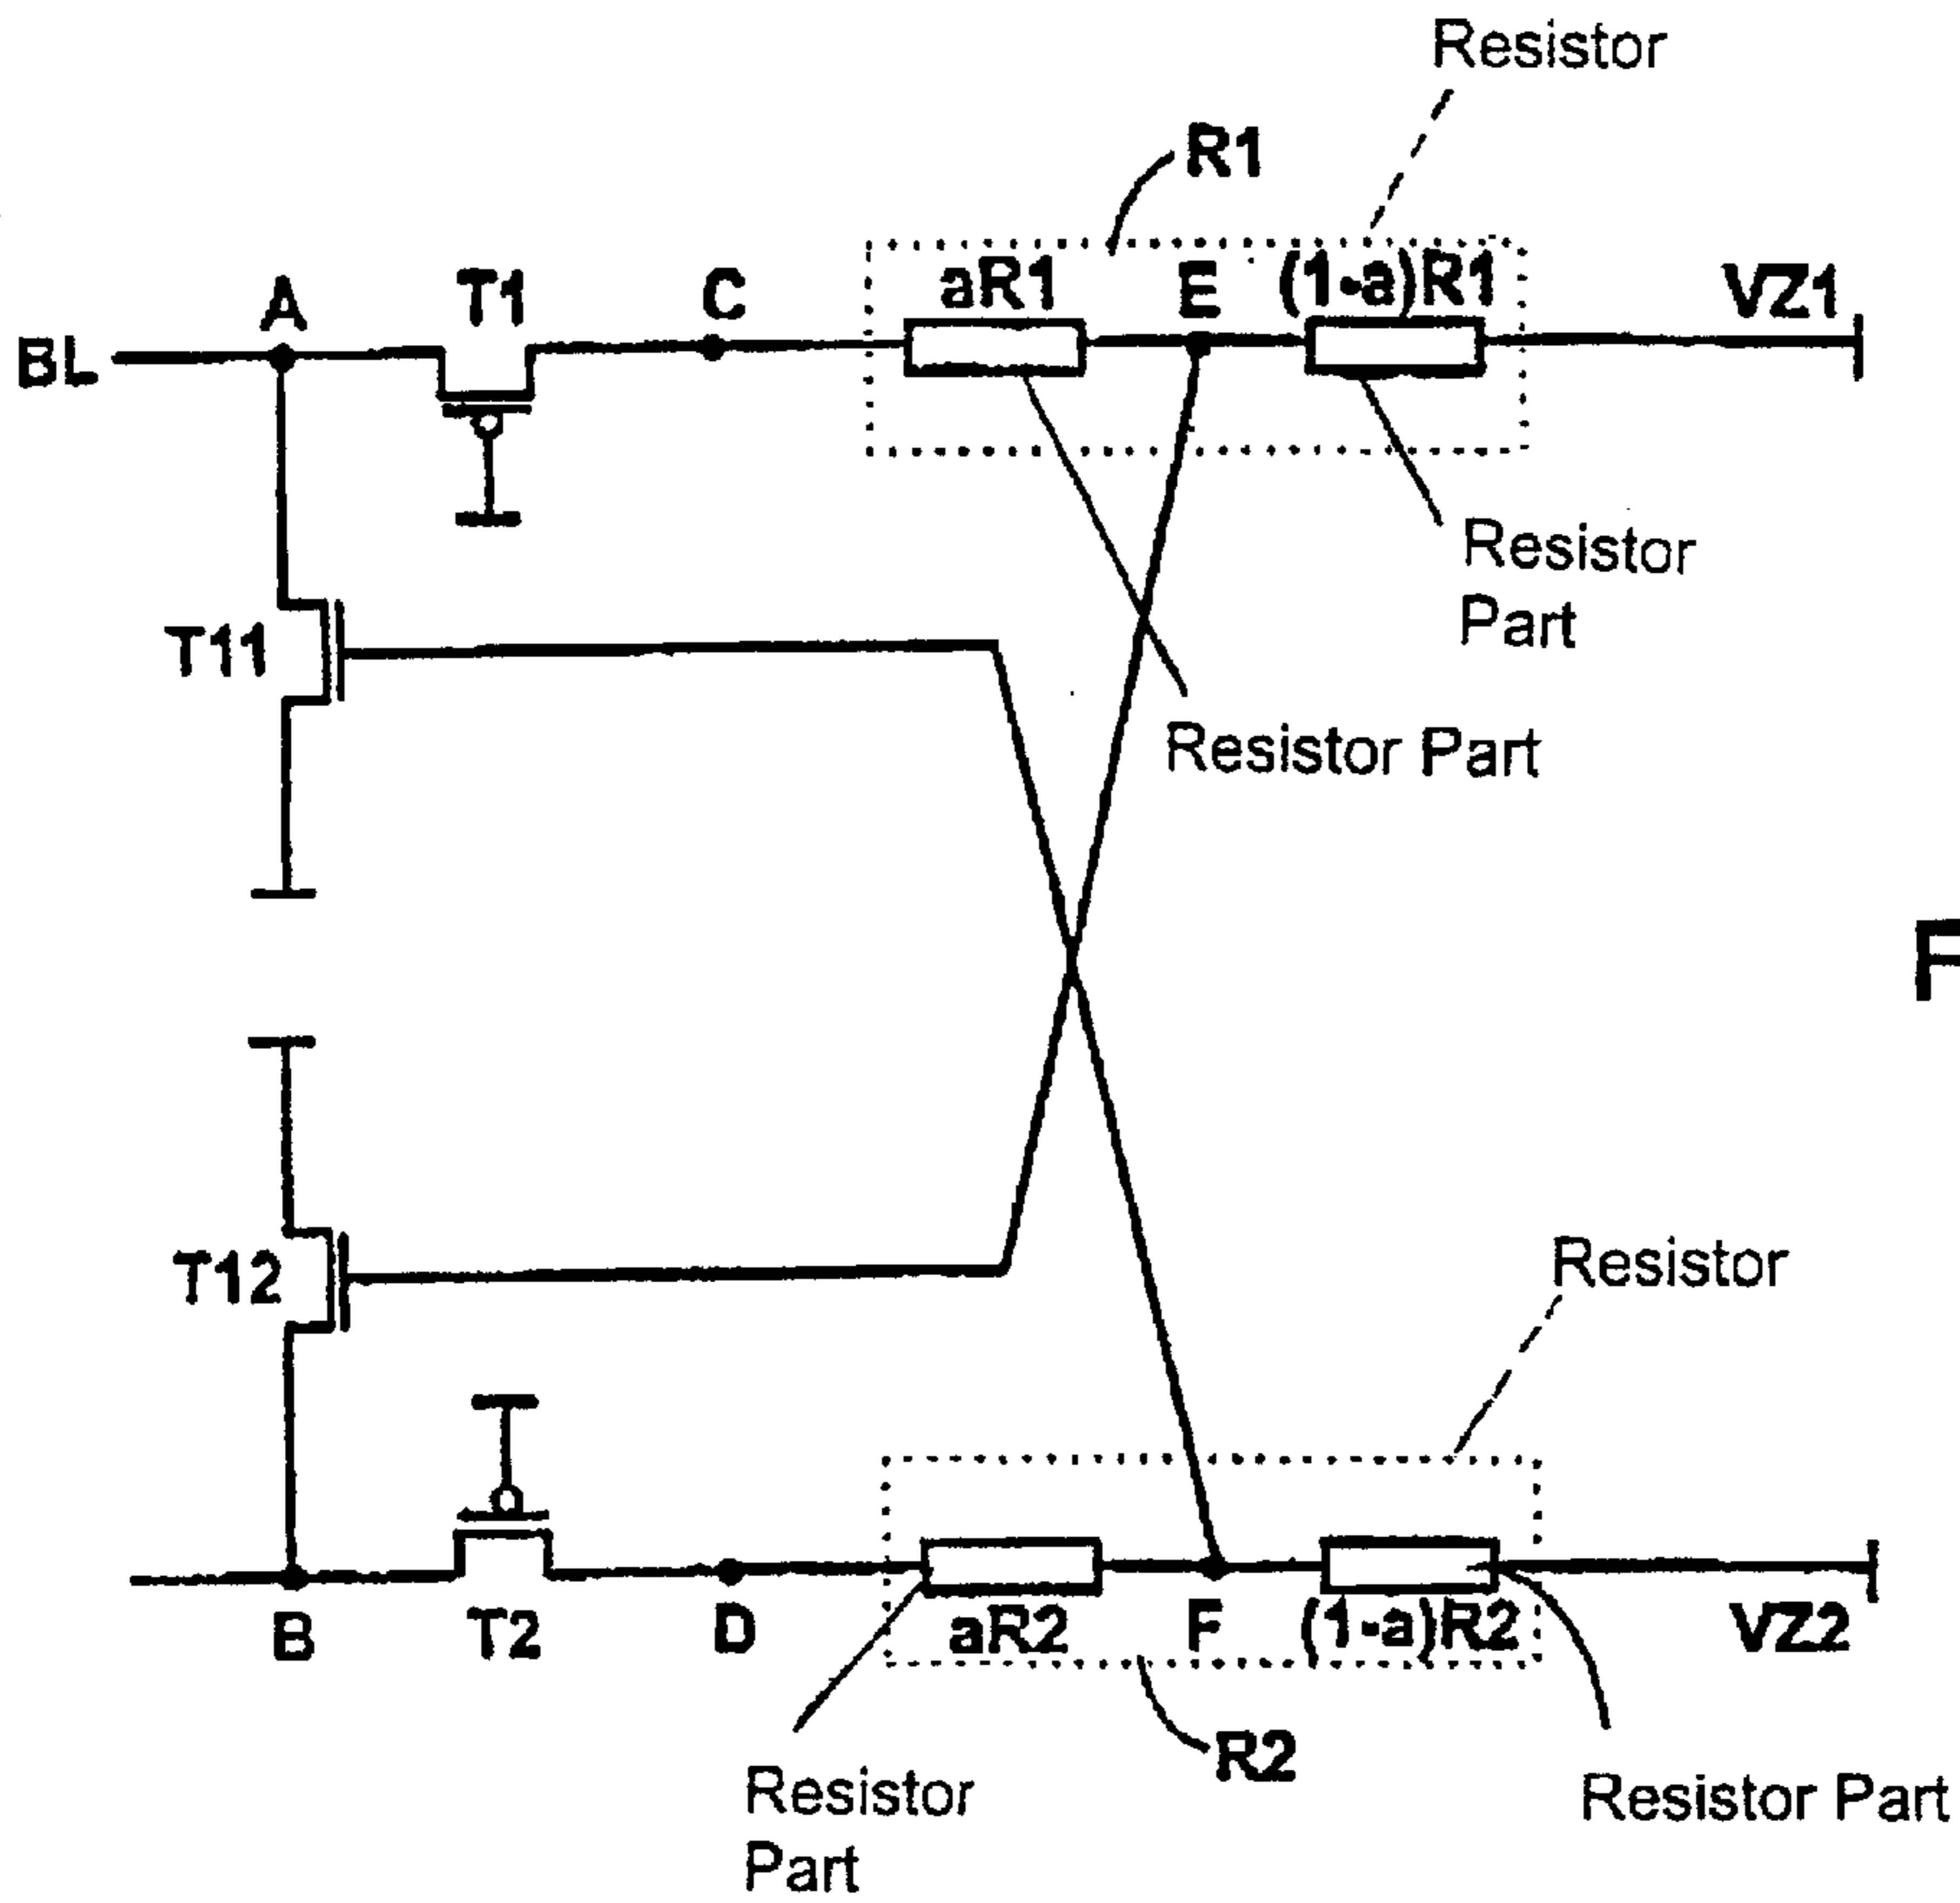 Resistor
R1
A T1 C aR1 E (1-a)R1 VZ1
BL
Resistor
Part
T11
Resistor Part
F
T12
Resistor
B T2 D aR2 F (1-a)R2 VZ2
R2
Resistor
Part
Resistor Part